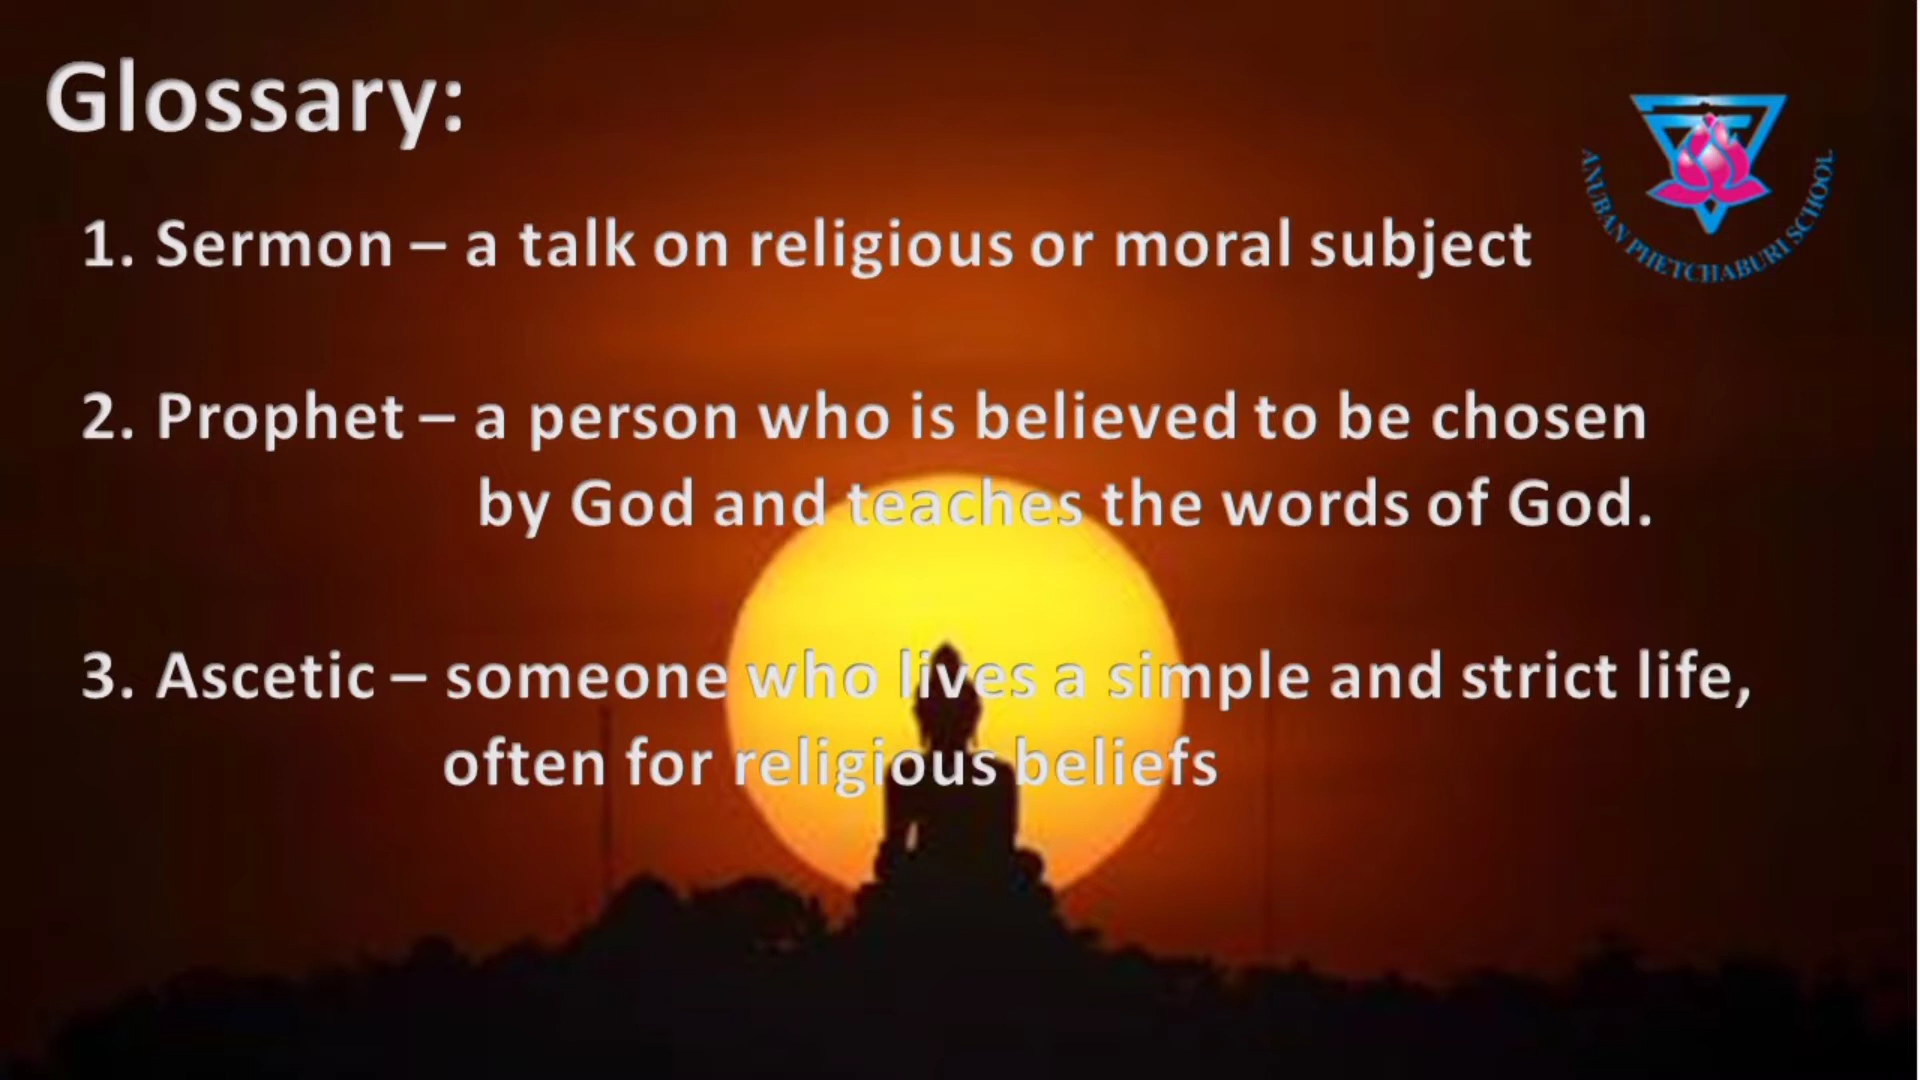 Glossary:
ANUBAN PHETCHABURI SCHOOL
1. Sermon – a talk on religious or moral subject
2. Prophet – a person who is believed to be chosen
by God and teaches the words of God.
3. Ascetic – someone who lives a simple and strict life,
often for religious beliefs